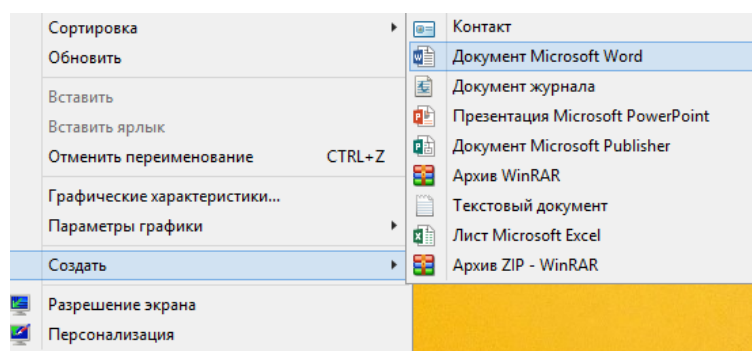 Сортировка
Обновить
Вставить
Вставить ярлык
Отменить переименование CTRL+Z
Графические характеристики...
Параметры графики
Создать
Разрешение экрана
Персонализация
Контакт
Документ Microsoft Word
Документ журнала
Презентация Microsoft PowerPoint
Документ Microsoft Publisher
Архив WinRAR
Текстовый документ
Лист Microsoft Excel
Архив ZIP - WinRAR